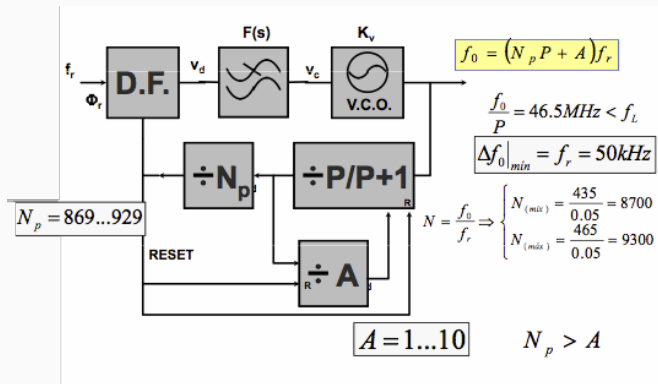 F(s)
K_v
f_r
Φ_r
D.F.
v_d
v_c
V.C.O.
f_0 = (N_p P + A) f_r
f_0/P = 46.5MHz < f_L
Δf_0|_min = f_r = 50kHz
÷N_p
d
÷P/P+1
R
N_p = 869...929
N = f_0/f_r ⇒ { N_(mix) = 435/0.05 = 8700
N_(máx) = 465/0.05 = 9300
RESET
÷ A
R
d
A = 1...10
N_p > A